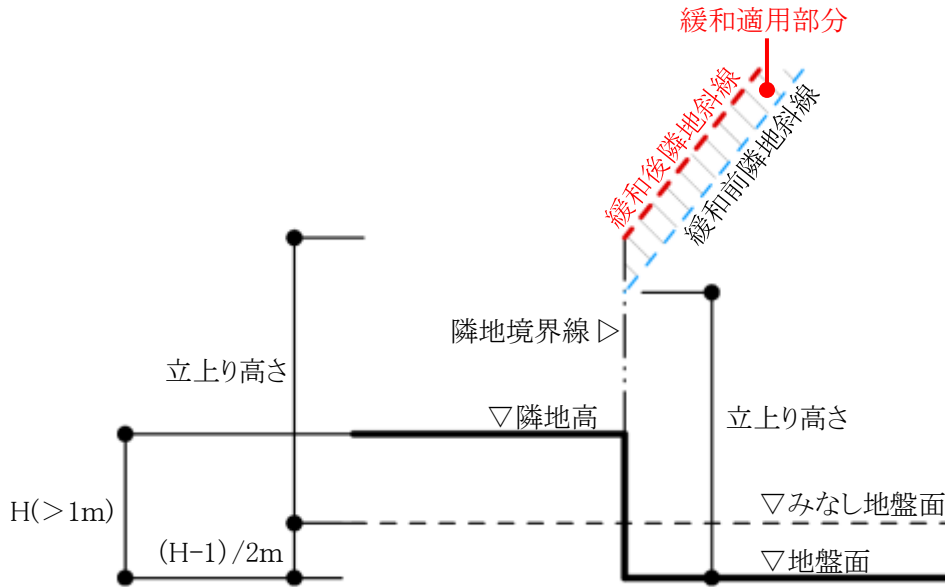 緩和適用部分
緩和後隣地斜線
緩和前隣地斜線
隣地境界線▷
立上り高さ
▽隣地高
立上り高さ
H(>1m)
▽みなし地盤面
(H-1)/2m
▽地盤面